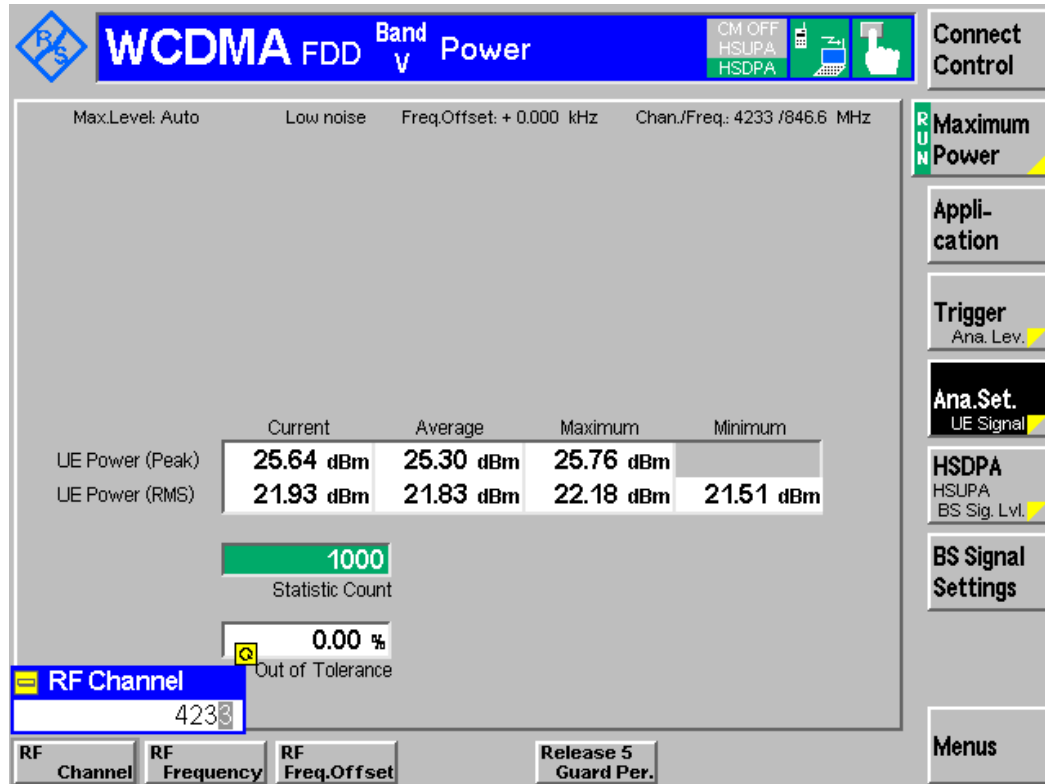 R/S
WCDMA FDD Band V Power
CM OFF
HSUPA
HSDPA
Connect
Control
Max.Level: Auto Low noise Freq.Offset: + 0.000 kHz Chan./Freq.: 4233 /846.6 MHz
RUN
Maximum
Power
Appli-
cation
Trigger
Ana. Lev.
Ana.Set.
UE Signal
Current Average Maximum Minimum
UE Power (Peak) 25.64 dBm 25.30 dBm 25.76 dBm
UE Power (RMS) 21.93 dBm 21.83 dBm 22.18 dBm 21.51 dBm
HSDPA
HSUPA
BS Sig. Lvl.
1000
Statistic Count
BS Signal
Settings
0.00 %
Out of Tolerance
RF Channel
4233
RF
Channel
RF
Frequency
RF
Freq.Offset
Release 5
Guard Per.
Menus